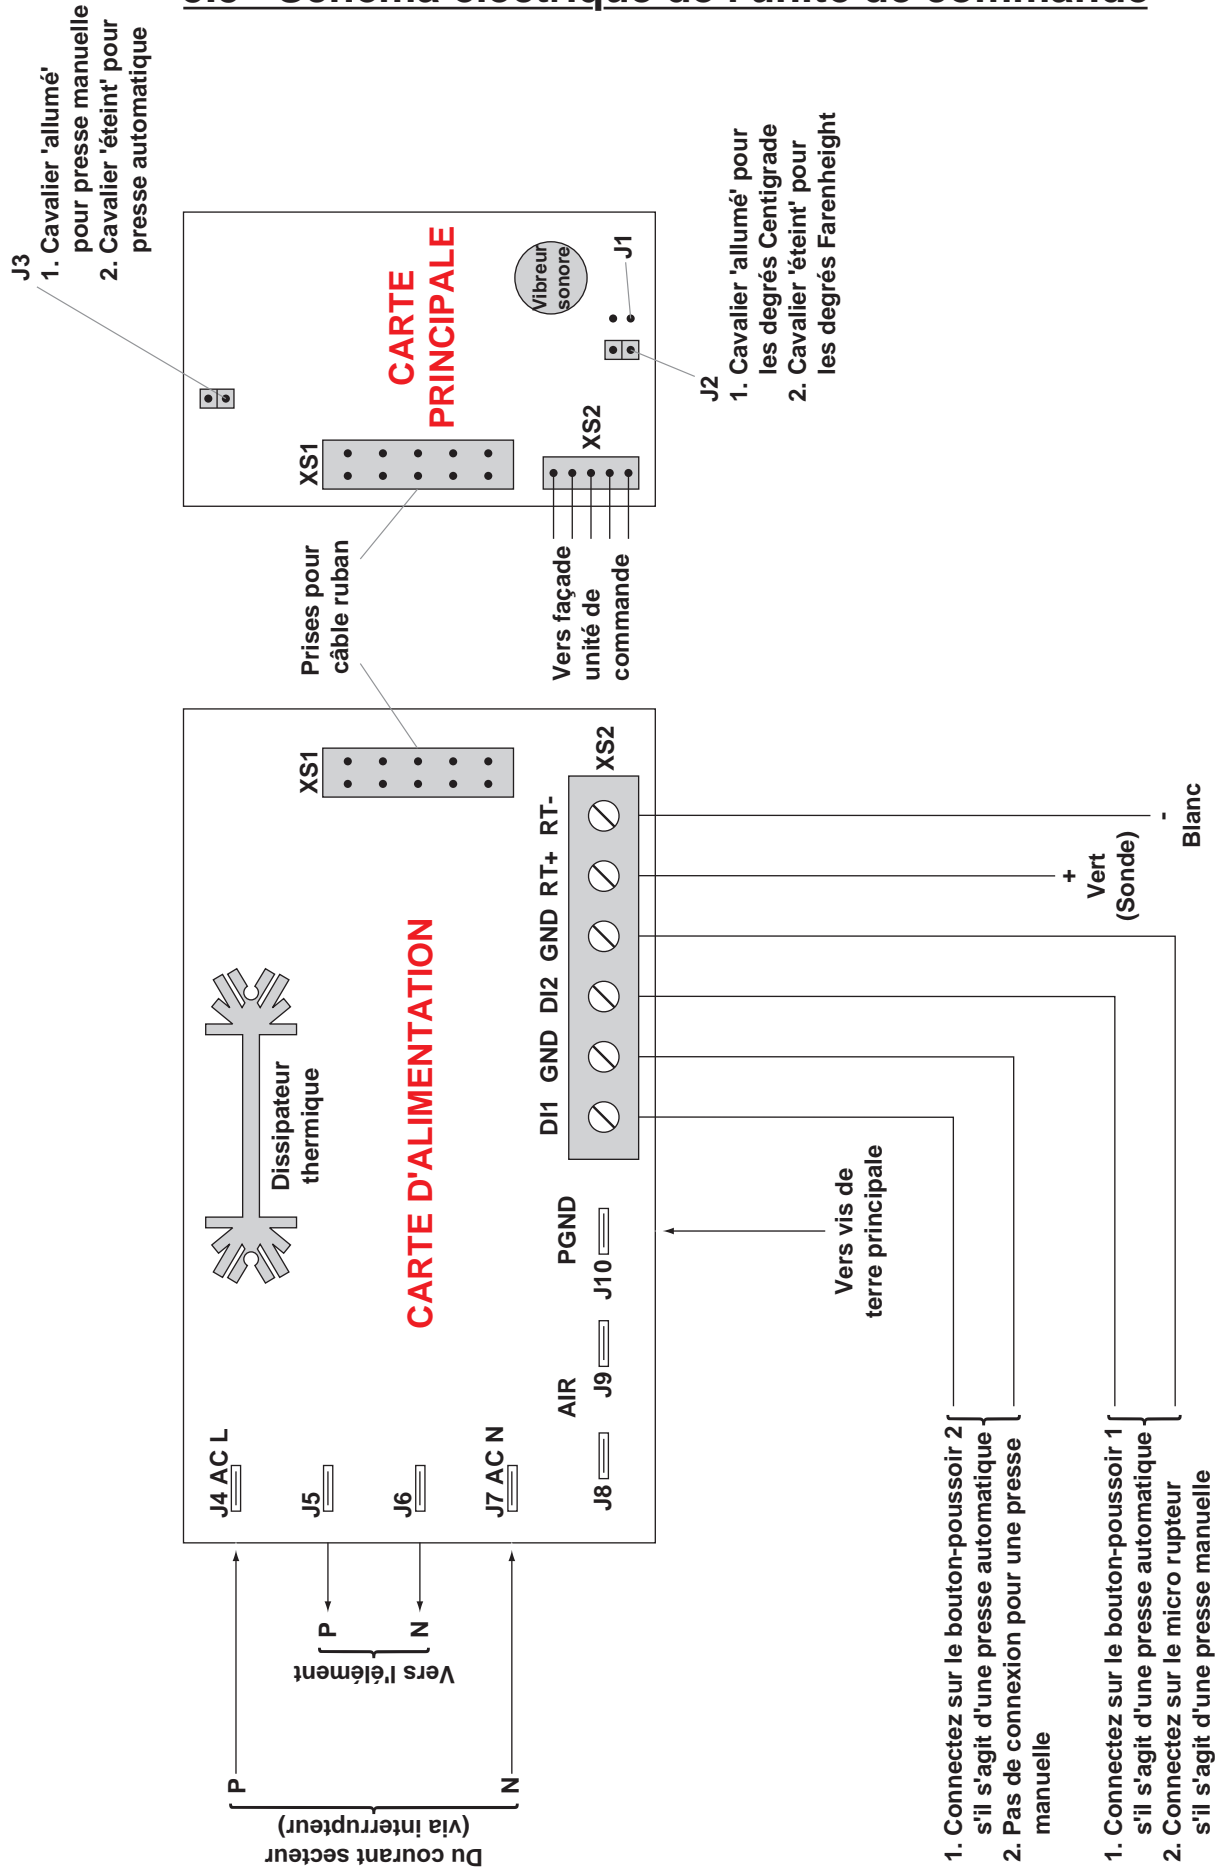 Schéma électrique de l'unité de commande
J3
1. Cavalier 'allumé'
pour presse manuelle
2. Cavalier 'éteint' pour
presse automatique
CARTE
PRINCIPALE
Vibreur
sonore
J1
J2
1. Cavalier 'allumé' pour
les degrés Centigrade
2. Cavalier 'éteint' pour
les degrés Farenheight
XS1
XS2
Prises pour
câble ruban
Vers façade
unité de
commande
XS1
XS2
CARTE D'ALIMENTATION
Dissipateur
thermique
DI1 GND DI2 GND RT+ RT-
J4 AC L
J5
J6
J7 AC N
J8
AIR
J9
PGND
J10
Vers vis de
terre principale
+
Vert
(Sonde)
-
Blanc
P
N
Vers l'élément
P
N
Du courant secteur
(via interrupteur)
1. Connectez sur le bouton-poussoir 2
s'il s'agit d'une presse automatique
2. Pas de connexion pour une presse
manuelle
1. Connectez sur le bouton-poussoir 1
s'il s'agit d'une presse automatique
2. Connectez sur le micro rupteur
s'il s'agit d'une presse manuelle